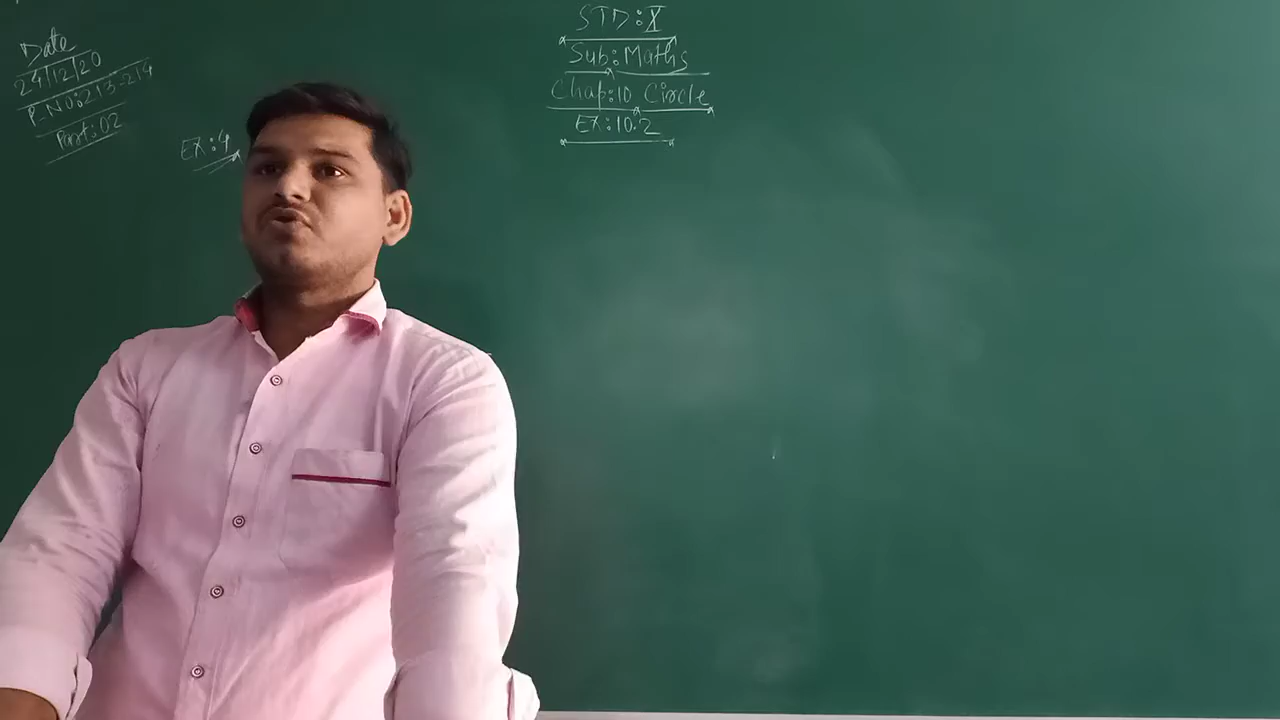 Date
24/12/20
P.NO:213-214
Part:02
EX:4
STD:X
Sub:Maths
Chap:10 Circle
EX:10.2